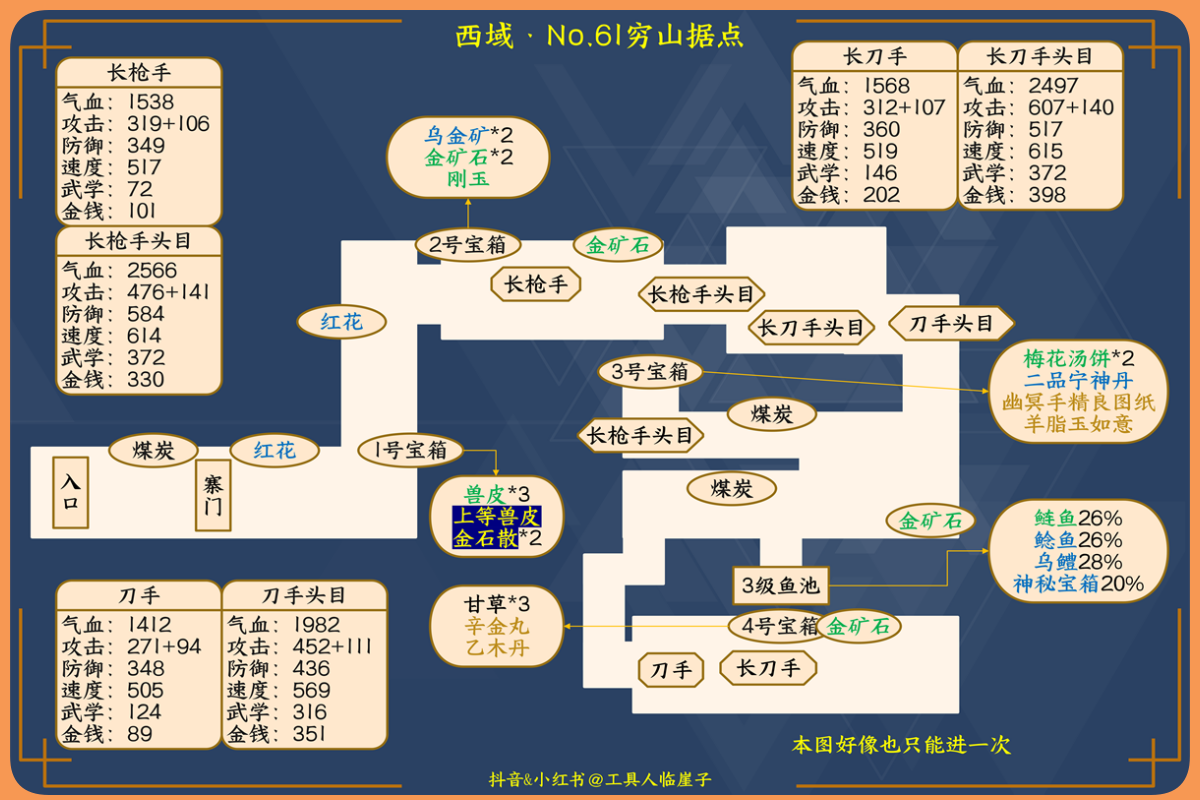 西域·No.61穷山据点
长枪手
气血：1538
攻击：319+106
防御：349
速度：517
武学：72
金钱：101
长枪手头目
气血：2566
攻击：476+141
防御：584
速度：614
武学：372
金钱：330
乌金矿*2
金矿石*2
刚玉
长刀手
气血：1568
攻击：312+107
防御：360
速度：519
武学：146
金钱：202
长刀手头目
气血：2497
攻击：607+140
防御：517
速度：615
武学：372
金钱：398
2号宝箱
金矿石
长枪手
长枪手头目
红花
长刀手头目
刀手头目
3号宝箱
梅花汤饼*2
二品宁神丹
幽冥手精良图纸
羊脂玉如意
煤炭
长枪手头目
煤炭
红花
1号宝箱
入口
寨门
兽皮*3
上等兽皮
金石散*2
煤炭
金矿石
鲢鱼26%
鲶鱼26%
乌鳢28%
神秘宝箱20%
3级鱼池
甘草*3
辛金丸
乙木丹
4号宝箱
金矿石
刀手
长刀手
刀手
气血：1412
攻击：271+94
防御：348
速度：505
武学：124
金钱：89
刀手头目
气血：1982
攻击：452+111
防御：436
速度：569
武学：316
金钱：351
本图好像也只能进一次
抖音&小红书@工具人临崖子